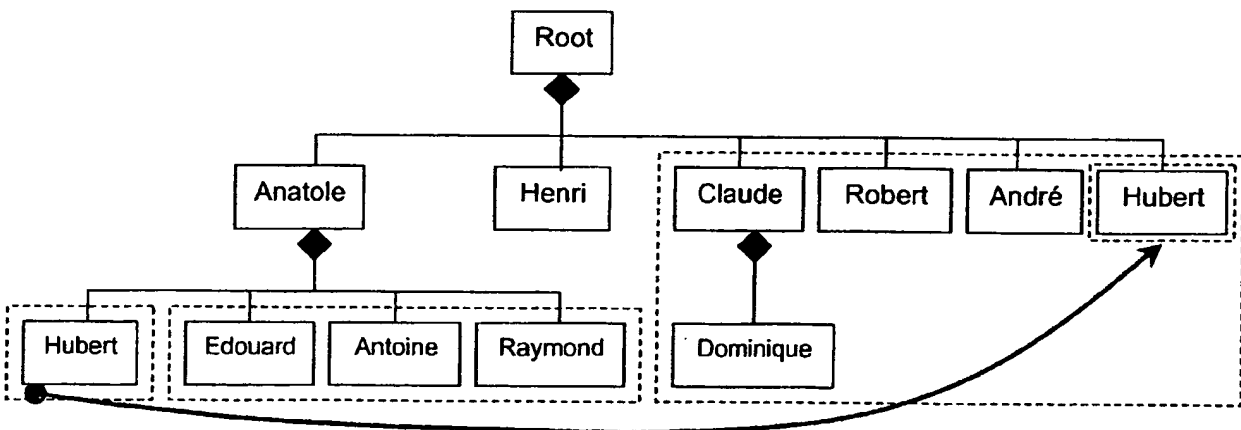 Root
Anatole
Henri
Claude
Robert
André
Hubert
Hubert
Edouard
Antoine
Raymond
Dominique